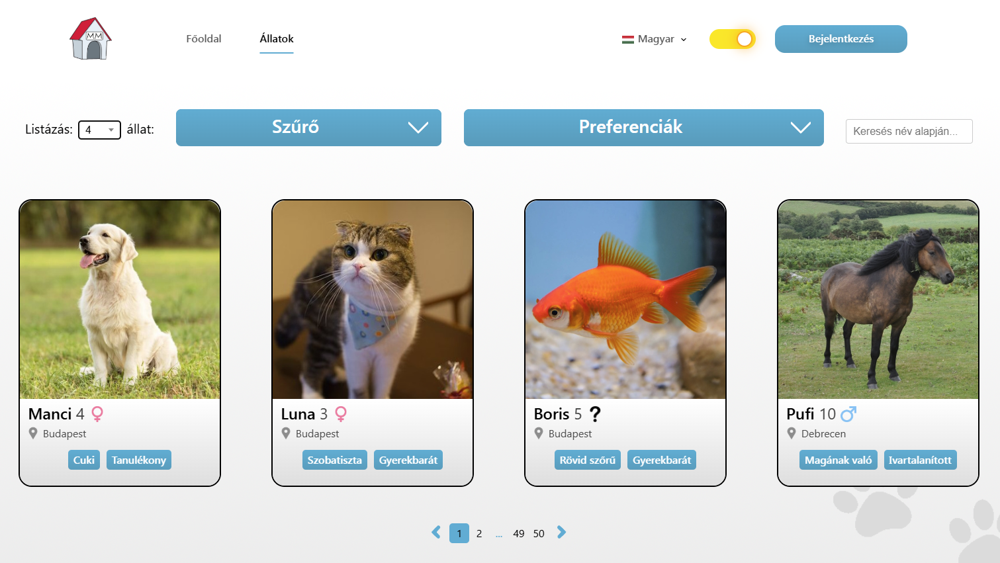 MM
Főoldal
Állatok
Magyar
Bejelentkezés
Listázás: 4 állat:
Szűrő
Preferenciák
Keresés név alapján...
Manci 4
Budapest
Cuki Tanulékony
Luna 3
Budapest
Szobatiszta Gyerekbarát
Boris 5 ?
Budapest
Rövid szőrű Gyerekbarát
Pufi 10
Debrecen
Magának való Ivartalanított
1 2 ... 49 50